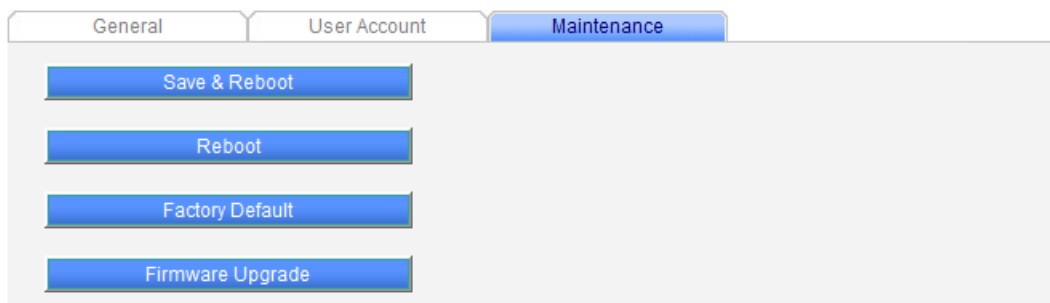 General User Account Maintenance
Save & Reboot
Reboot
Factory Default
Firmware Upgrade